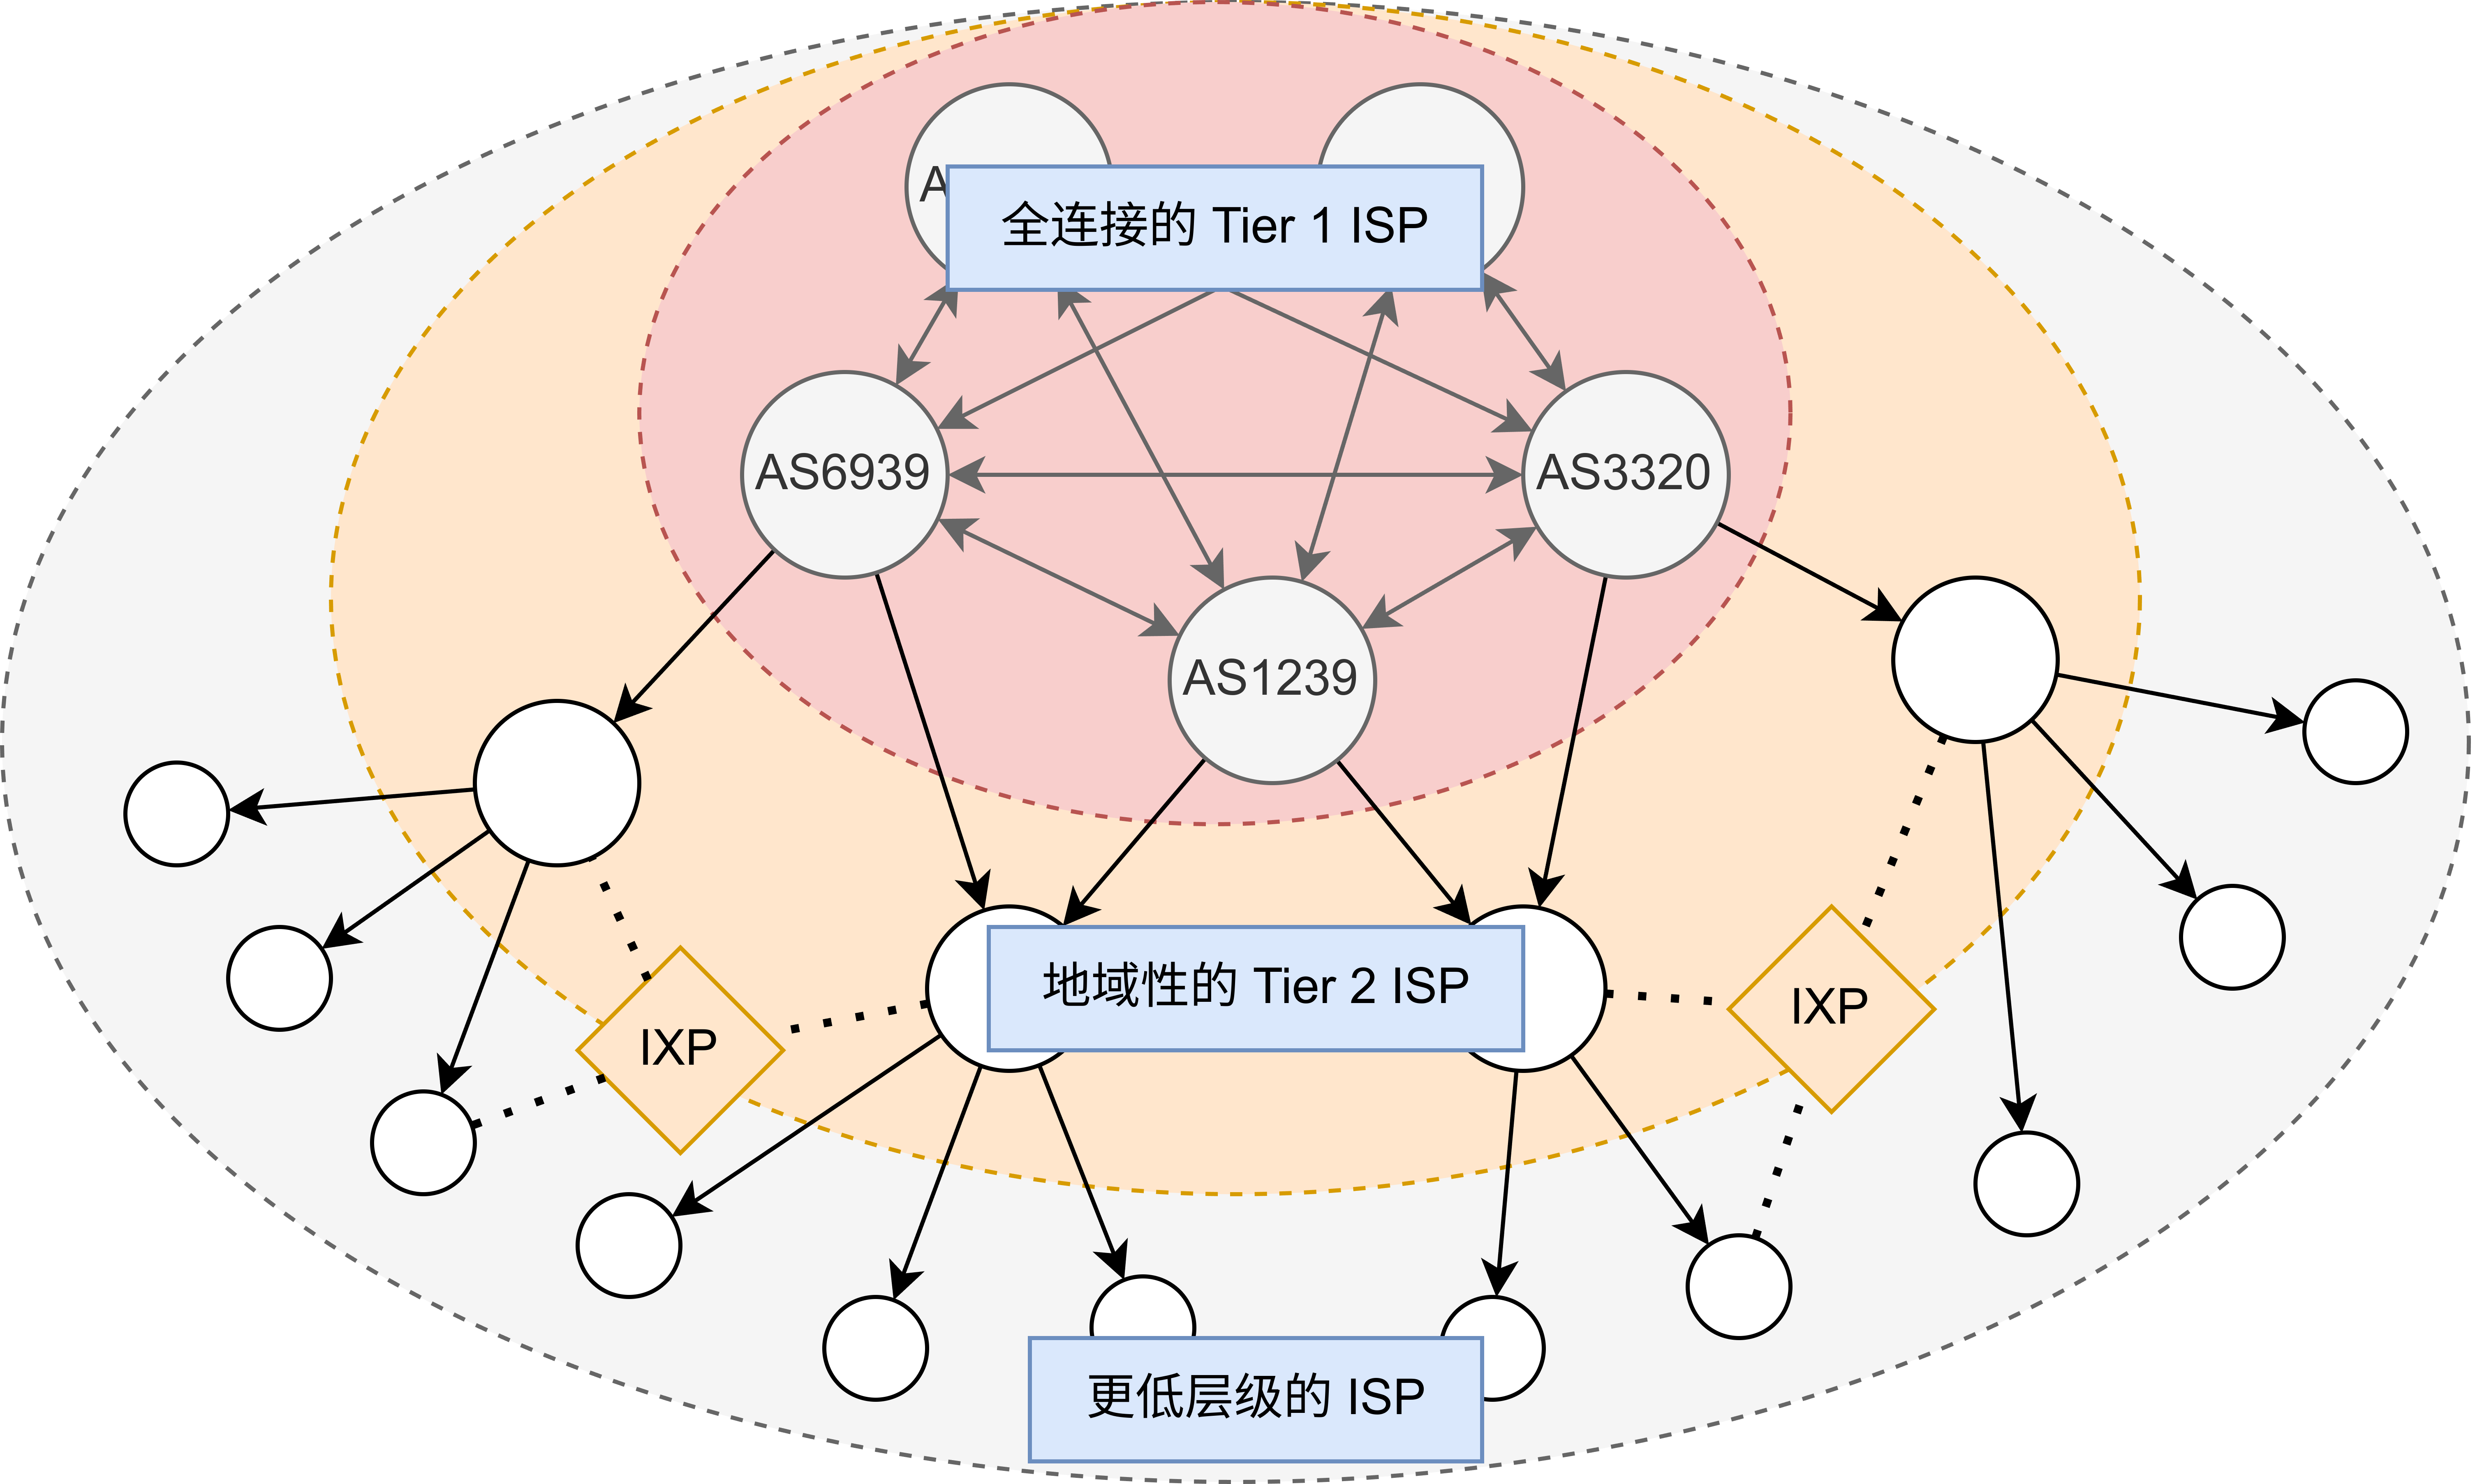 全连接的 Tier 1 ISP
AS6939
AS3320
AS1239
地域性的 Tier 2 ISP
IXP
IXP
更低层级的 ISP